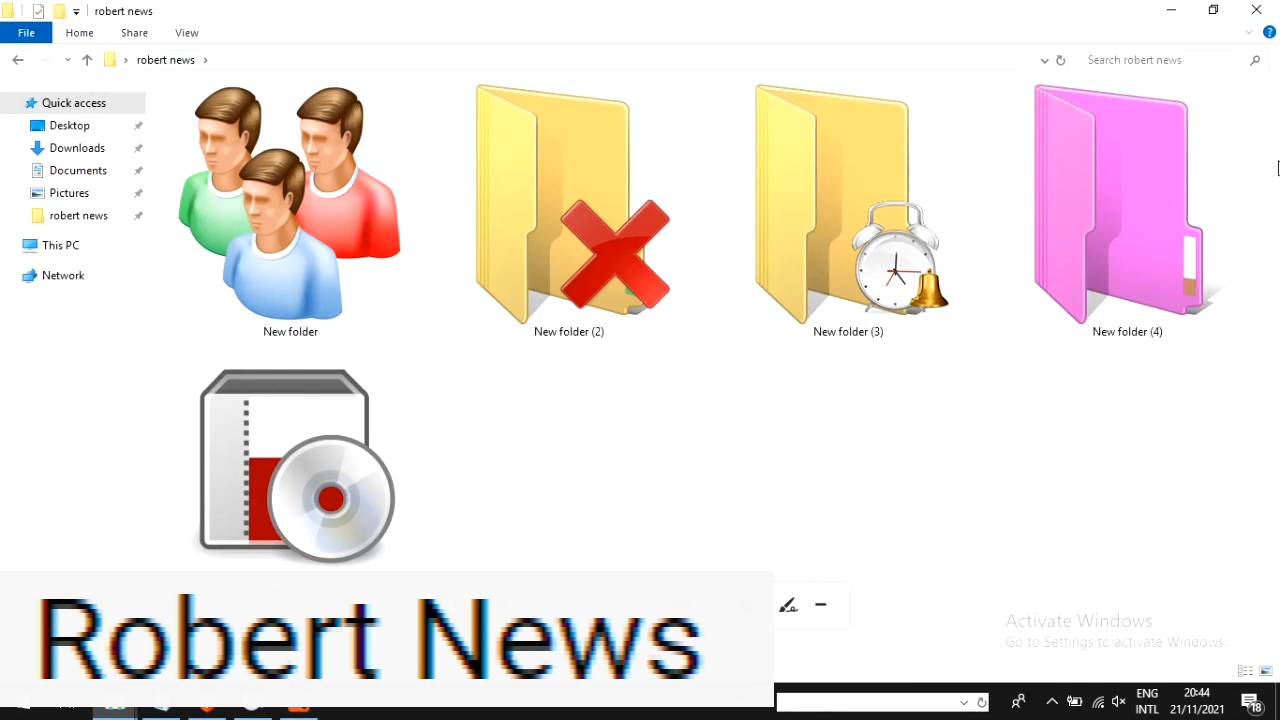 robert news
File Home Share View
robert news
Search robert news
Quick access
Desktop
Downloads
Documents
Pictures
robert news
This PC
Network
New folder
New folder (2)
New folder (3)
New folder (4)
Robert News
Activate Windows
Go to Settings to activate Windows.
ENG
INTL
20:44
21/11/2021
18